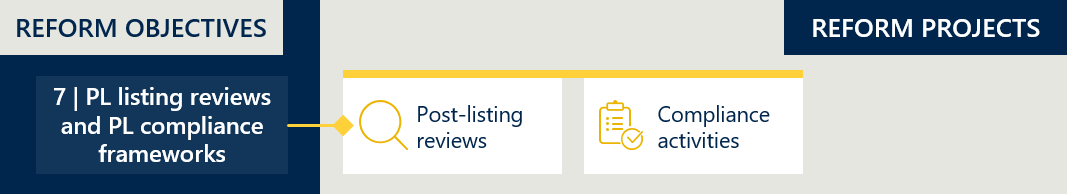 REFORM OBJECTIVES
REFORM PROJECTS
7 | PL listing reviews
and PL compliance
frameworks
Post-listing
reviews
Compliance
activities